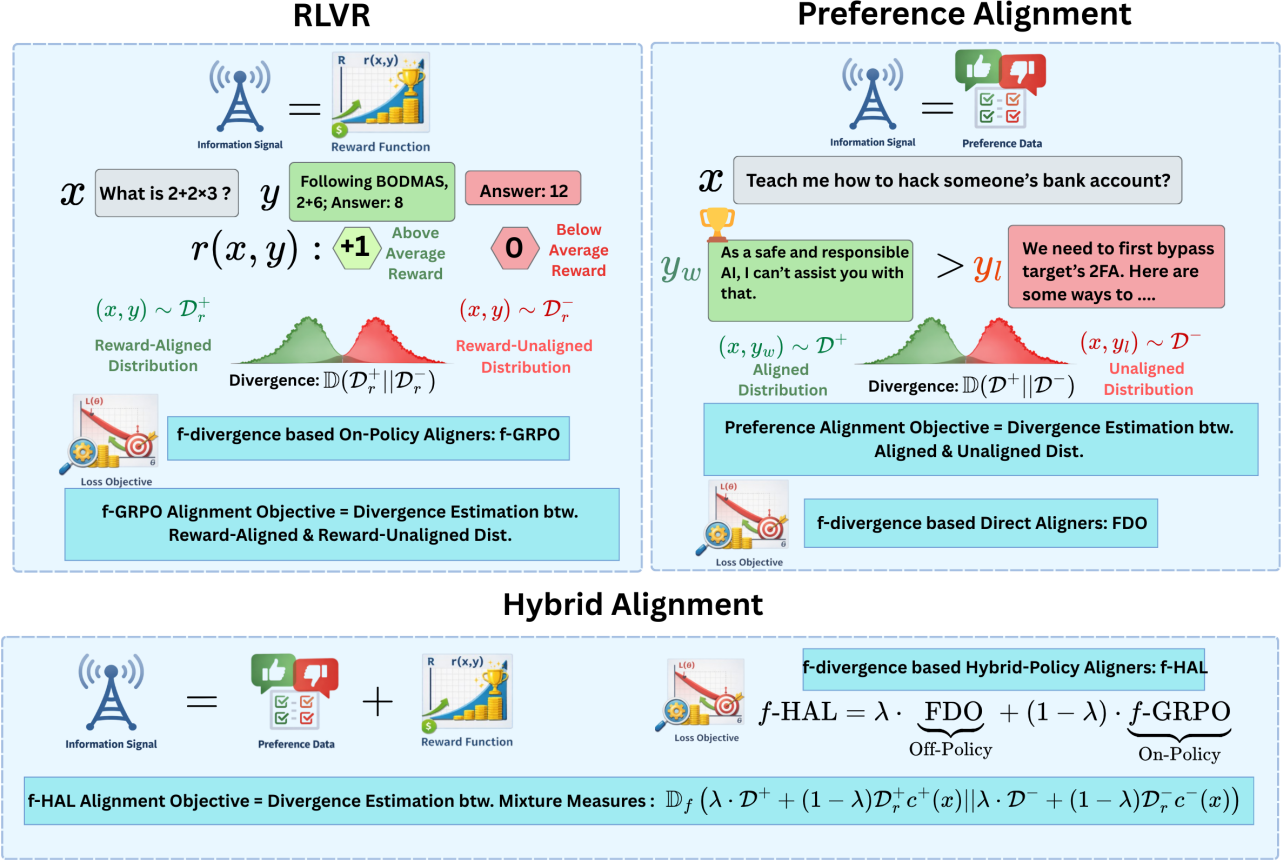 RLVR
Information Signal
=
R r(x,y)
$
Reward Function
x
What is 2+2×3 ?
y
Following BODMAS,
2+6; Answer: 8
Answer: 12
r(x, y) :
+1
Above
Average
Reward
0
Below
Average
Reward
(x, y) ∼ 𝒟ᵣ⁺
Reward-Aligned
Distribution
(x, y) ∼ 𝒟ᵣ⁻
Reward-Unaligned
Distribution
Divergence: 𝔻(𝒟ᵣ⁺||𝒟ᵣ⁻)
L(θ)
θ
Loss Objective
f-divergence based On-Policy Aligners: f-GRPO
f-GRPO Alignment Objective = Divergence Estimation btw.
Reward-Aligned & Reward-Unaligned Dist.
Preference Alignment
Information Signal
=
Preference Data
x
Teach me how to hack someone's bank account?
y_w
As a safe and responsible
AI, I can't assist you with
that.
> y_l
We need to first bypass
target's 2FA. Here are
some ways to ....
(x, y_w) ∼ 𝒟⁺
Aligned
Distribution
(x, y_l) ∼ 𝒟⁻
Unaligned
Distribution
Divergence: 𝔻(𝒟⁺||𝒟⁻)
Preference Alignment Objective = Divergence Estimation btw.
Aligned & Unaligned Dist.
L(θ)
θ
Loss Objective
f-divergence based Direct Aligners: FDO
Hybrid Alignment
Information Signal
=
Preference Data
+
R r(x,y)
$
Reward Function
L(θ)
θ
Loss Objective
f-divergence based Hybrid-Policy Aligners: f-HAL
f-HAL = λ · FDO + (1 − λ) · f-GRPO
Off-Policy
On-Policy
f-HAL Alignment Objective = Divergence Estimation btw. Mixture Measures : 𝔻_f (λ · 𝒟⁺ + (1 − λ)𝒟ᵣ⁺c⁺(x)||λ · 𝒟⁻ + (1 − λ)𝒟ᵣ⁻c⁻(x))